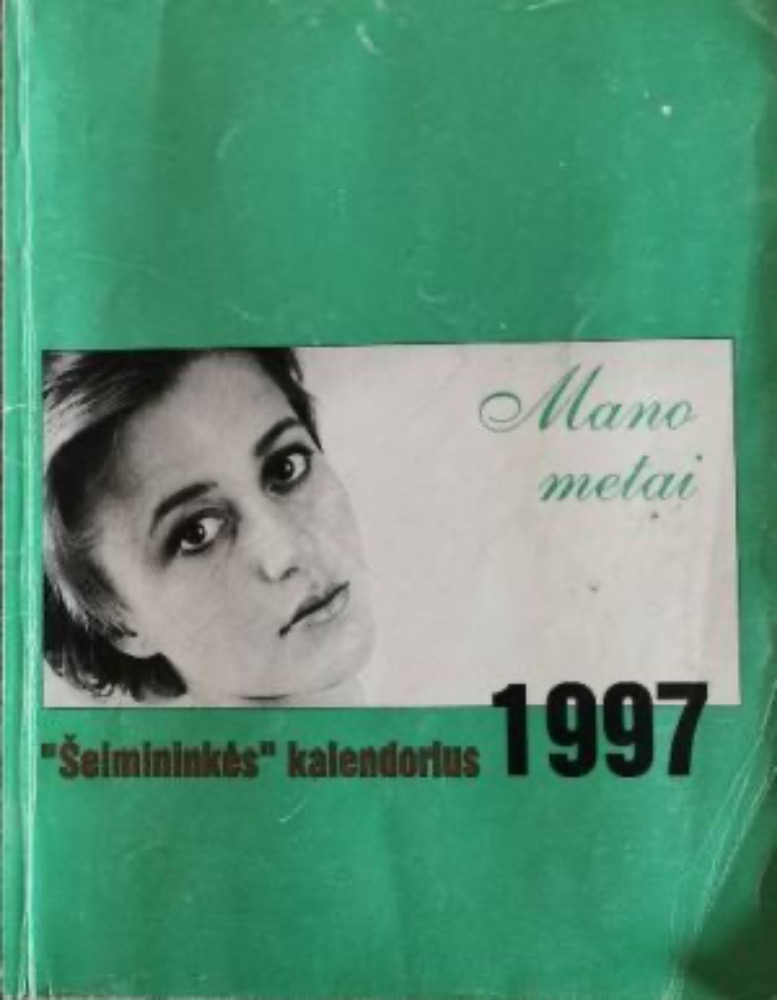 Mano
metai
"Šeimininkės" kalendorius 1997